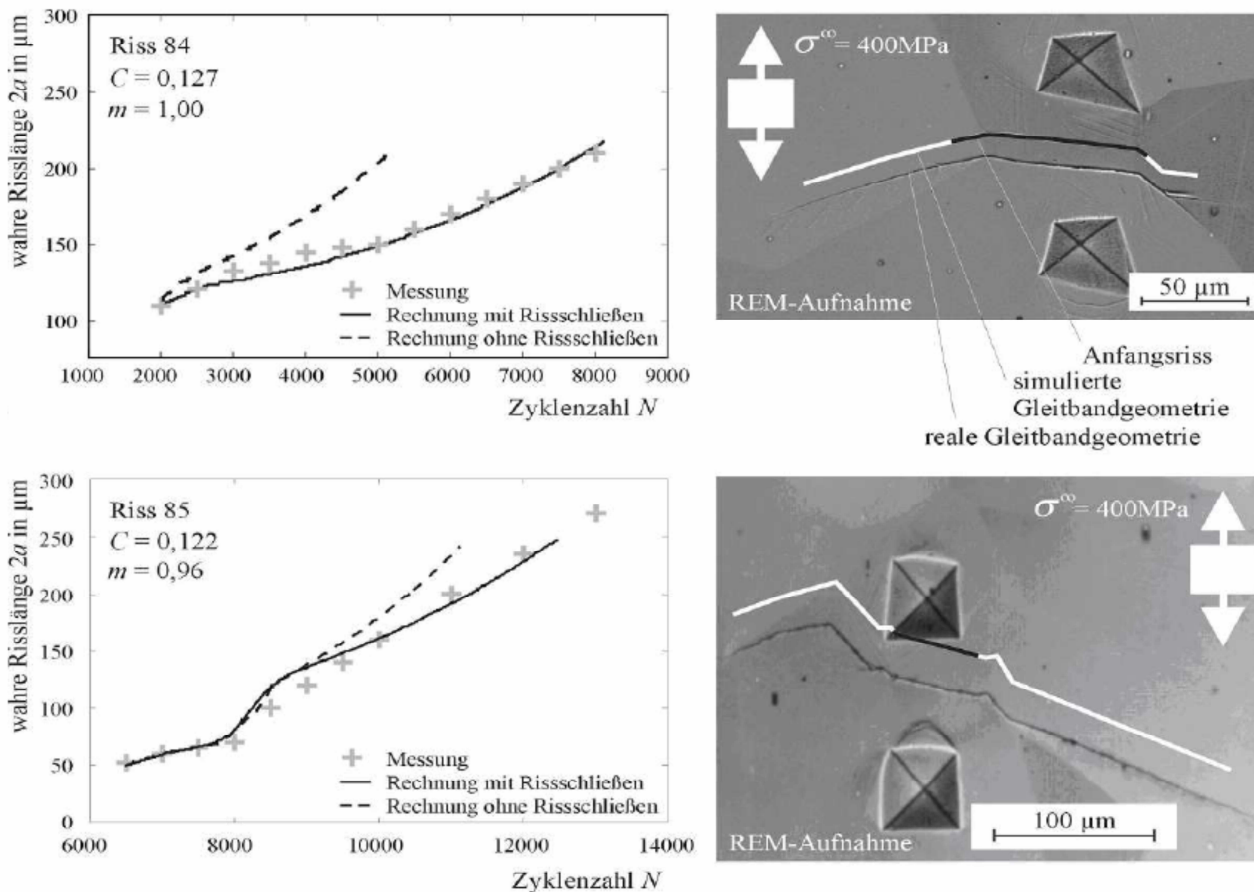 300
250
200
150
100
wahre Risslänge 2a in µm
Riss 84
C = 0,127
m = 1,00
Messung
Rechnung mit Rissschließen
Rechnung ohne Rissschließen
1000 2000 3000 4000 5000 6000 7000 8000 9000
Zyklenzahl N
σ∞ = 400MPa
REM-Aufnahme
50 µm
Anfangsriss
simulierte
Gleitbandgeometrie
reale Gleitbandgeometrie
300
250
200
150
100
50
0
wahre Risslänge 2a in µm
Riss 85
C = 0,122
m = 0,96
Messung
Rechnung mit Rissschließen
Rechnung ohne Rissschließen
6000 8000 10000 12000 14000
Zyklenzahl N
σ∞ = 400MPa
REM-Aufnahme
100 µm